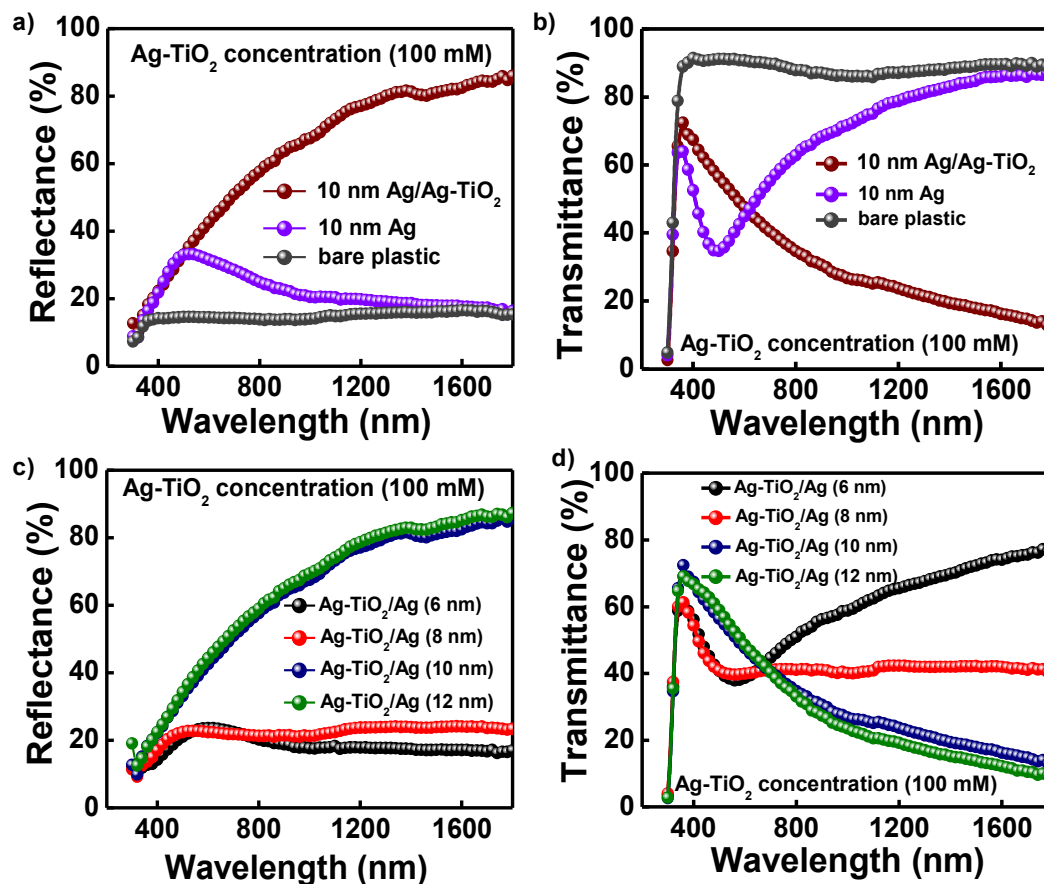 a)
Ag-TiO2 concentration (100 mM)
100
80
60
40
20
0
Reflectance (%)
10 nm Ag/Ag-TiO2
10 nm Ag
bare plastic
400 800 1200 1600
Wavelength (nm)
b)
100
80
60
40
20
0
Transmittance (%)
10 nm Ag/Ag-TiO2
10 nm Ag
bare plastic
Ag-TiO2 concentration (100 mM)
400 800 1200 1600
Wavelength (nm)
c)
Ag-TiO2 concentration (100 mM)
100
80
60
40
20
0
Reflectance (%)
Ag-TiO2/Ag (6 nm)
Ag-TiO2/Ag (8 nm)
Ag-TiO2/Ag (10 nm)
Ag-TiO2/Ag (12 nm)
400 800 1200 1600
Wavelength (nm)
d)
100
80
60
40
20
0
Transmittance (%)
Ag-TiO2/Ag (6 nm)
Ag-TiO2/Ag (8 nm)
Ag-TiO2/Ag (10 nm)
Ag-TiO2/Ag (12 nm)
Ag-TiO2 concentration (100 mM)
400 800 1200 1600
Wavelength (nm)